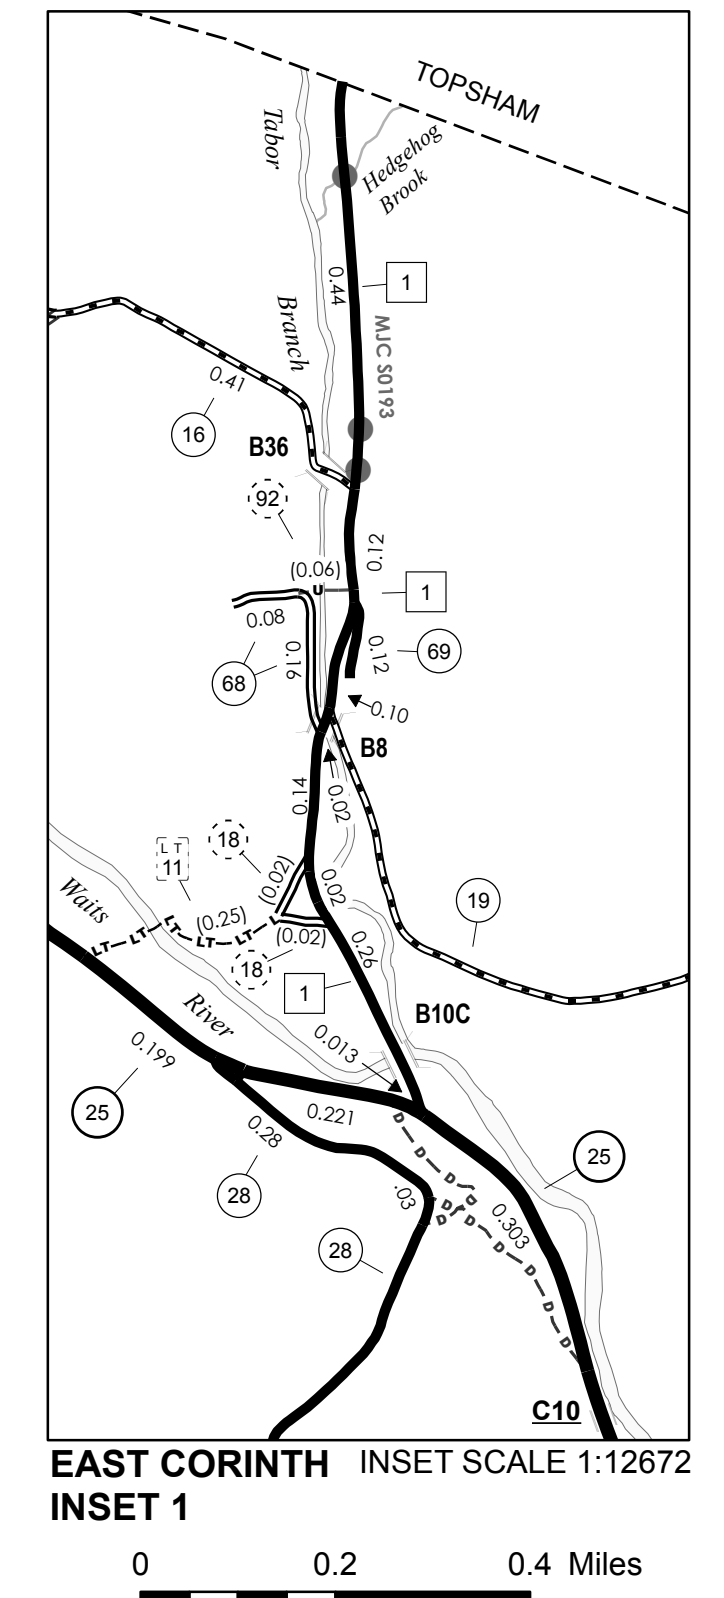 TOPSHAM
Tabor
Hedgehog
Brook
0.44
1
Branch
MJC S0193
0.41
16
B36
92
0.12
(0.06)
U
1
0.08
0.16
0.12
69
68
0.10
B8
0.14
0.02
18
L T
11
(0.02)
0.02
Waits
(0.25)
19
LT
LT
LT
LT
LT
L
(0.02)
0.26
18
1
River
B10C
0.013
0.199
25
0.221
D
0.28
D
D
25
28
.03
D
D
D
D
0.303
D
28
D
D
D
D
C10
EAST CORINTH INSET SCALE 1:12672
INSET 1
0 0.2 0.4 Miles